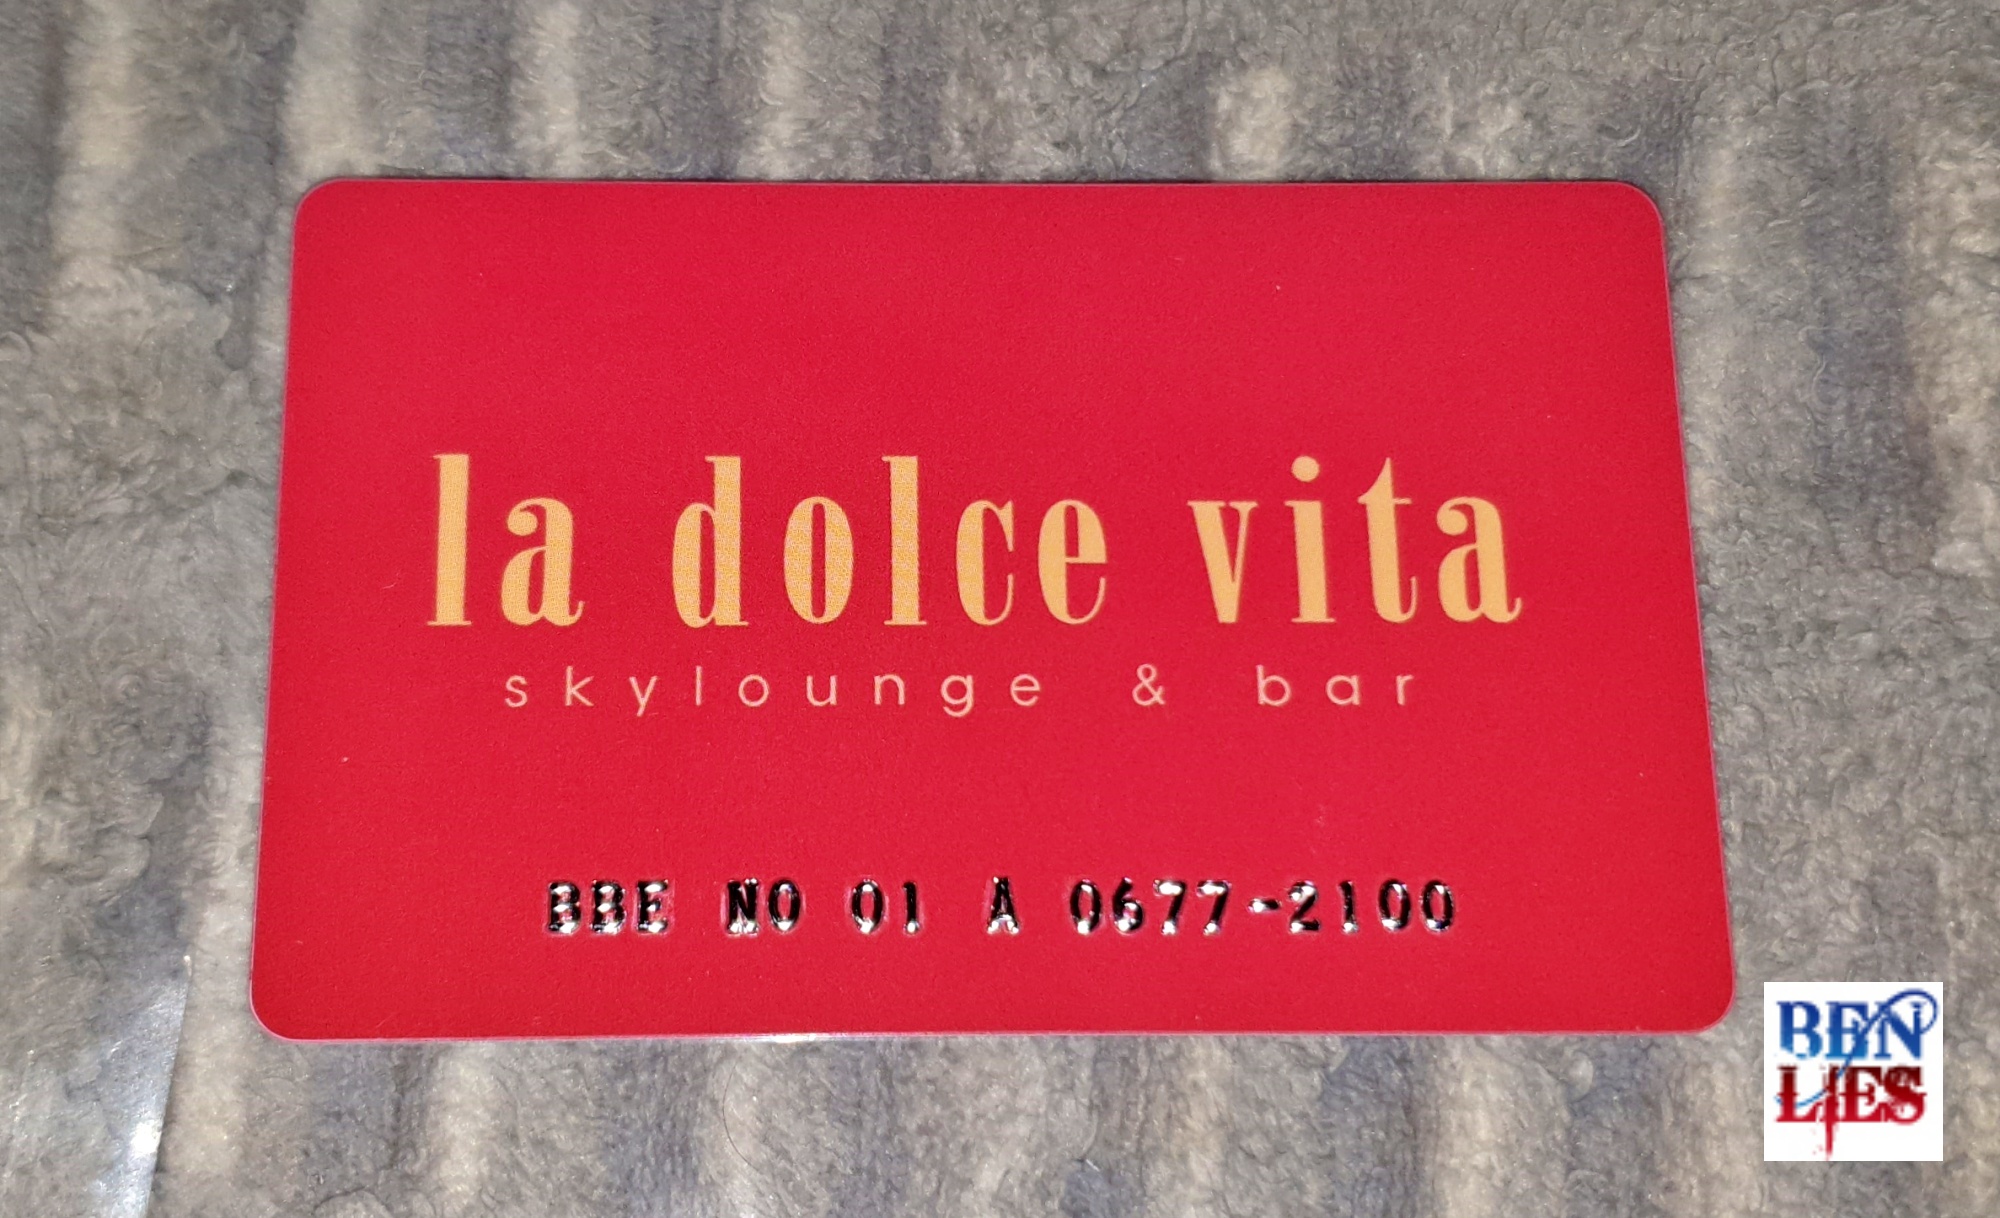 la dolce vita
skylounge & bar
BBE NO 01 A 0677-2100
BEN
LIES